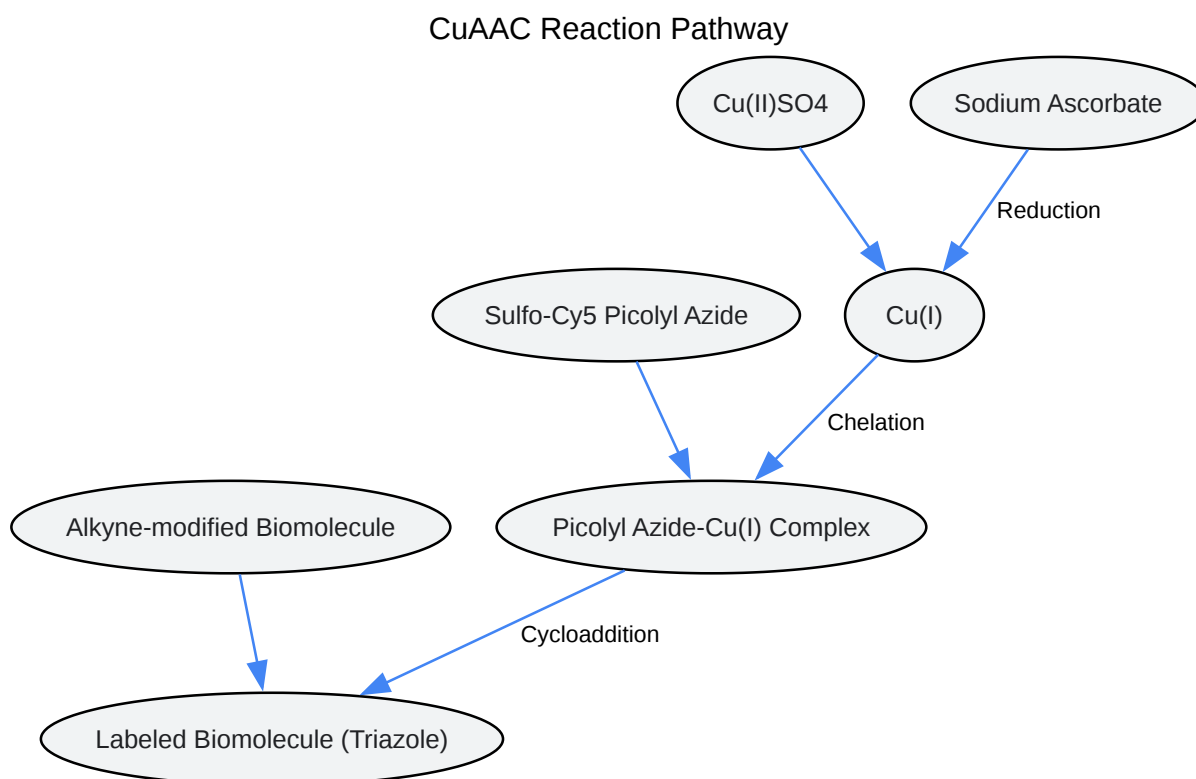 CuAAC Reaction Pathway
Cu(II)SO4
Sodium Ascorbate
Reduction
Sulfo-Cy5 Picolyl Azide
Cu(I)
Chelation
Alkyne-modified Biomolecule
Picolyl Azide-Cu(I) Complex
Cycloaddition
Labeled Biomolecule (Triazole)